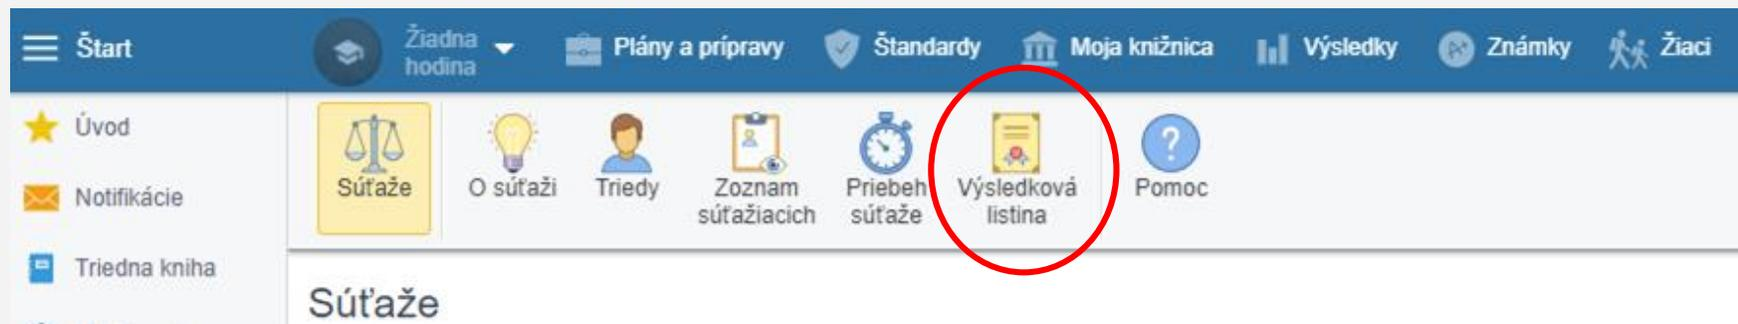 Štart
Žiadna
hodina
Plány a prípravy
Štandardy
Moja knižnica
Výsledky
Známky
Žiaci
Úvod
Notifikácie
Triedna kniha
Súťaže
O súťaži
Triedy
Zoznam
súťažiacich
Priebeh
súťaže
Výsledková
listina
?
Pomoc
Súťaže